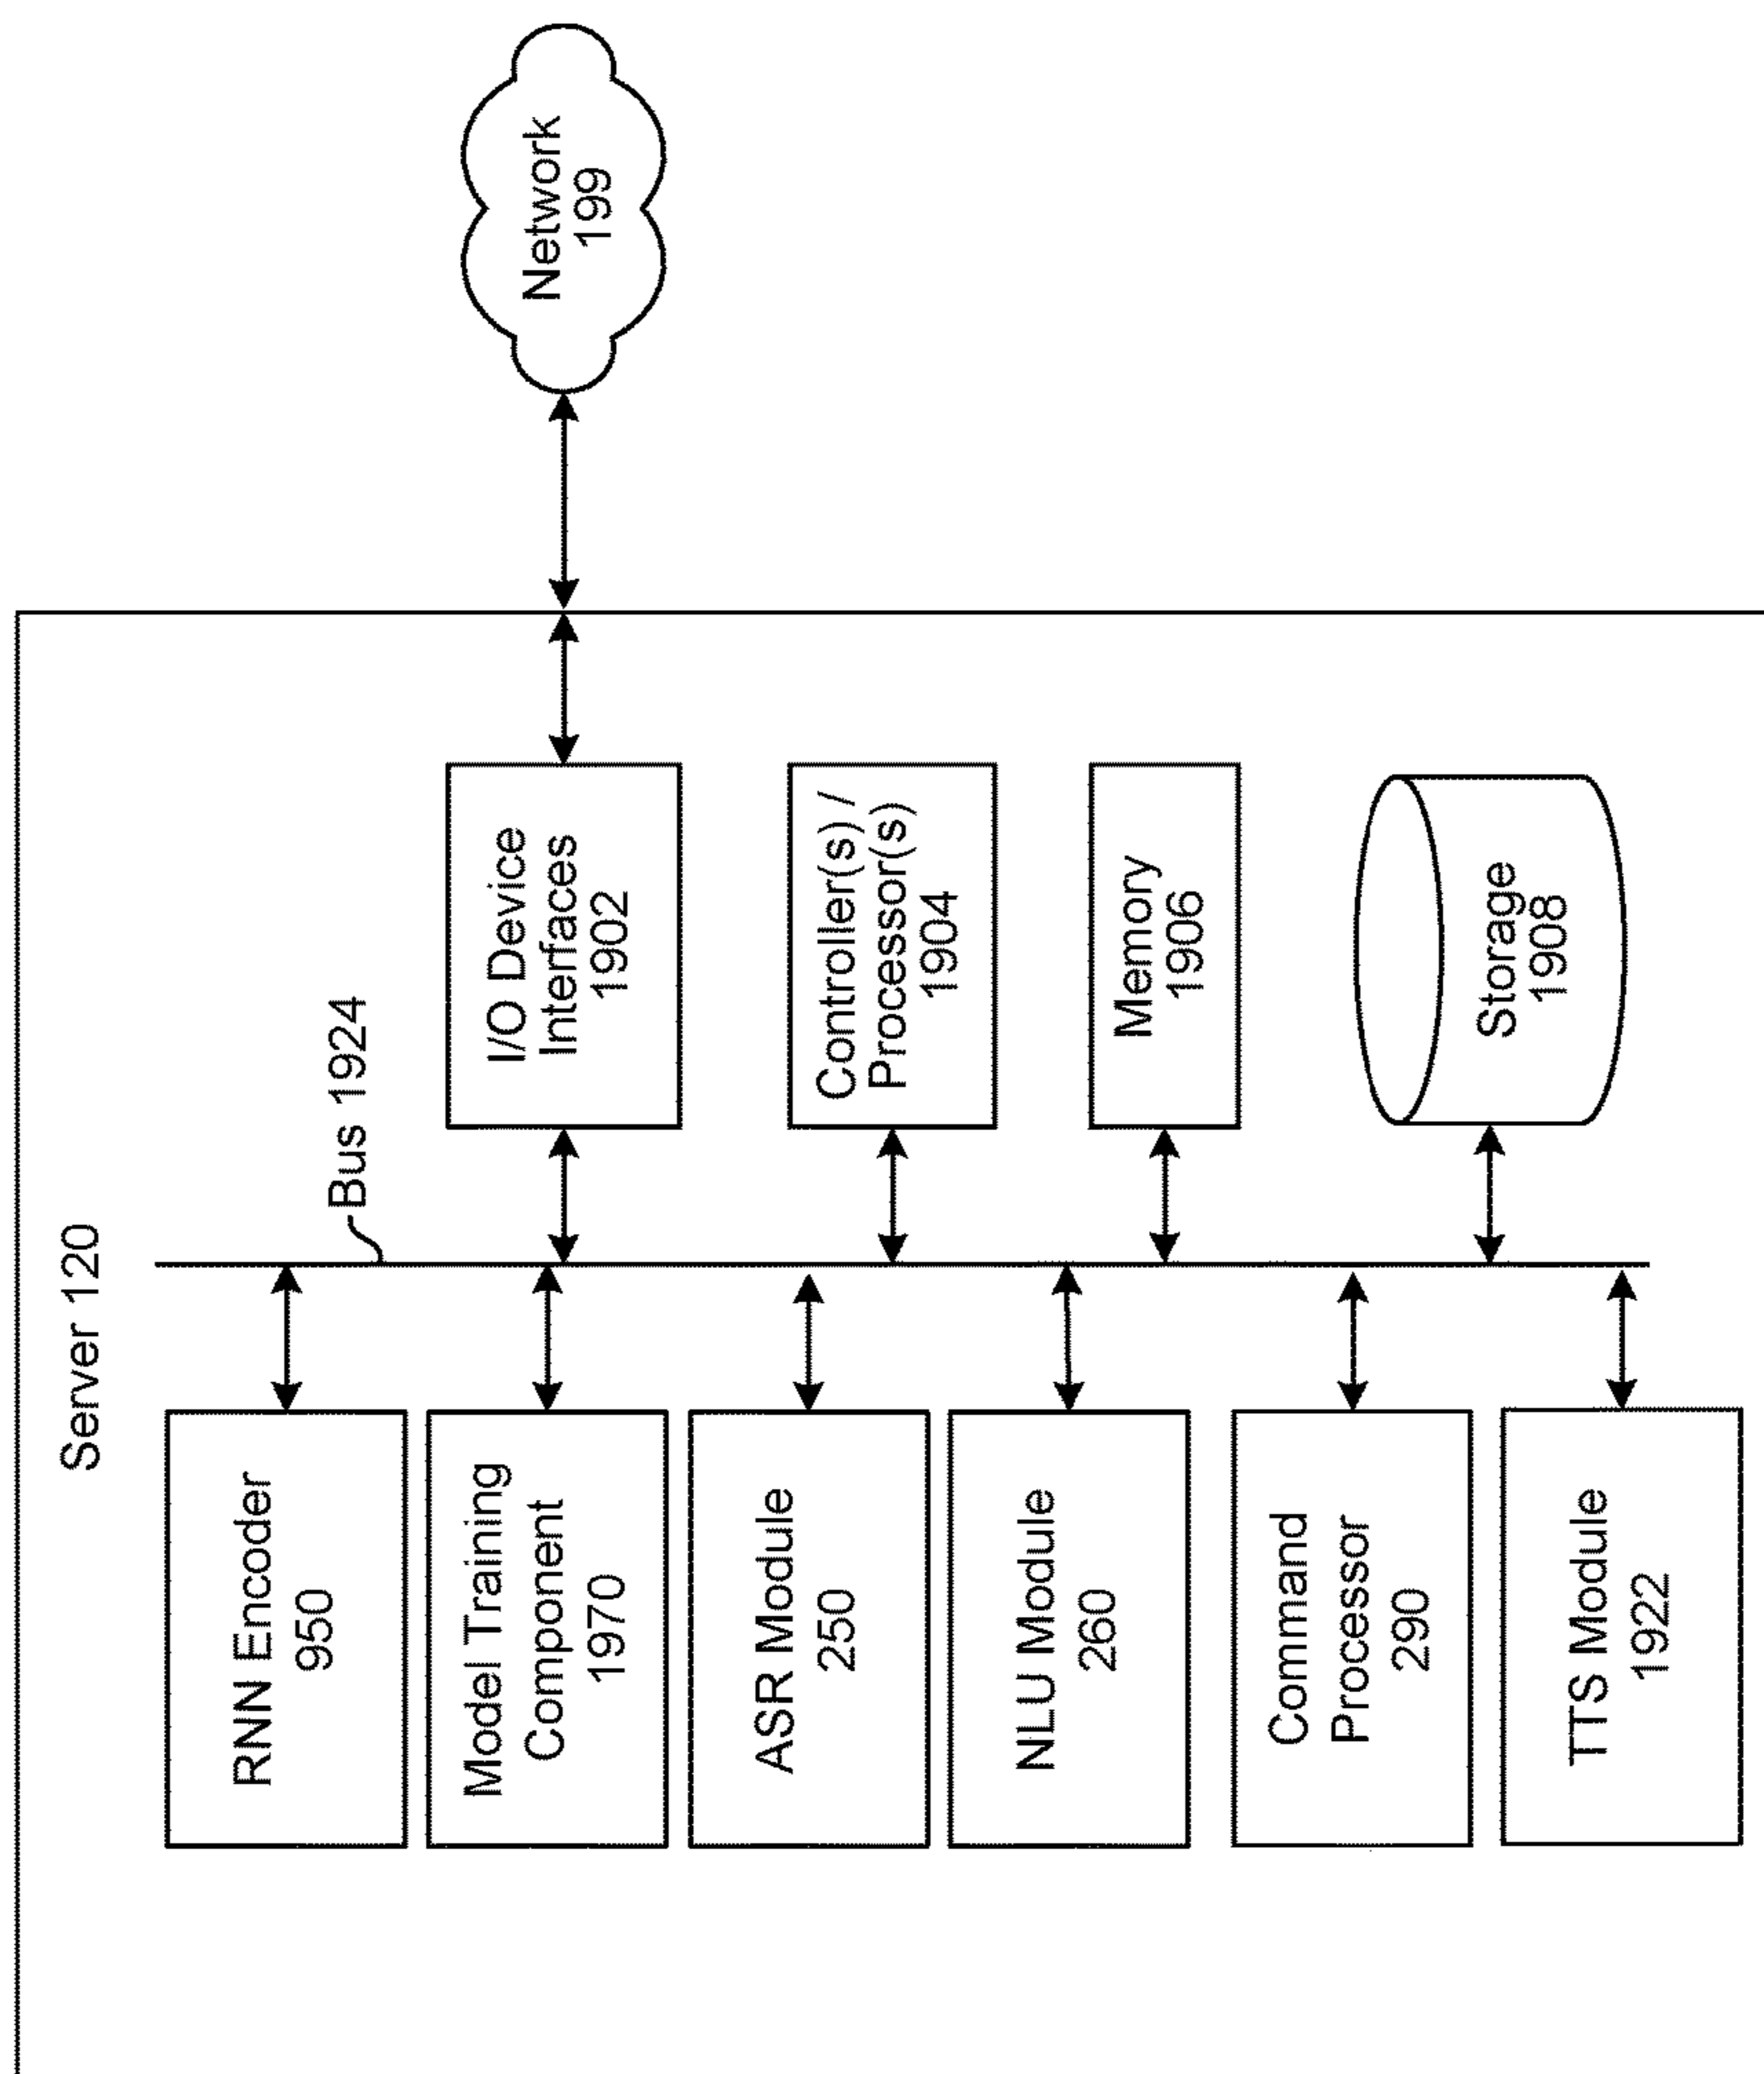 Server 120
Bus 1924
Network
199
I/O Device
Interfaces
1902
Controller(s) /
Processor(s)
1904
Memory
1906
Storage
1908
RNN Encoder
950
Model Training
Component
1970
ASR Module
250
NLU Module
260
Command
Processor
290
TTS Module
1922